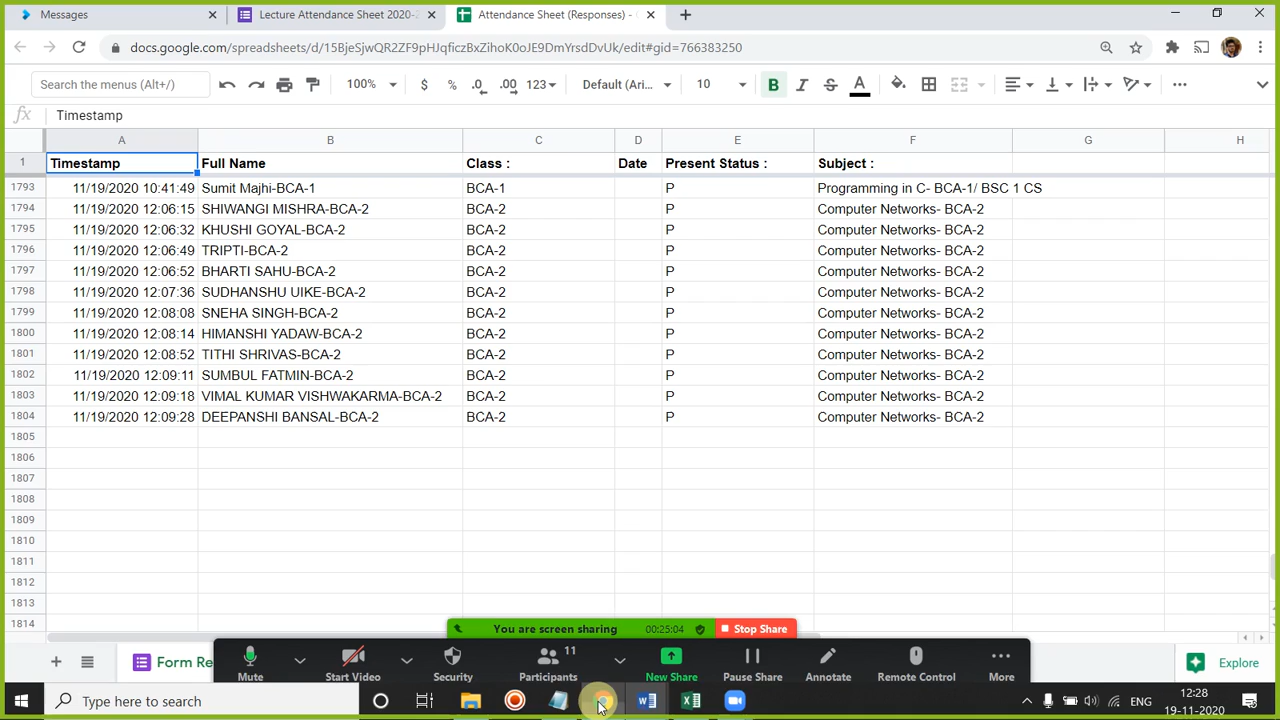 Messages
Lecture Attendance Sheet 2020-
Attendance Sheet (Responses) -
docs.google.com/spreadsheets/d/15BjeSjwQR2ZF9pHJqficzBxZihoK0oJE9DmYrsdDvUk/edit#gid=766383250
Search the menus (Alt+/)
100%
$ % .0 .00 123
Default (Ari...
10
B I S A
fx Timestamp
A B C D E F G H
1 Timestamp Full Name Class : Date Present Status : Subject :
1793 11/19/2020 10:41:49 Sumit Majhi-BCA-1 BCA-1 P Programming in C- BCA-1/ BSC 1 CS
1794 11/19/2020 12:06:15 SHIWANGI MISHRA-BCA-2 BCA-2 P Computer Networks- BCA-2
1795 11/19/2020 12:06:32 KHUSHI GOYAL-BCA-2 BCA-2 P Computer Networks- BCA-2
1796 11/19/2020 12:06:49 TRIPTI-BCA-2 BCA-2 P Computer Networks- BCA-2
1797 11/19/2020 12:06:52 BHARTI SAHU-BCA-2 BCA-2 P Computer Networks- BCA-2
1798 11/19/2020 12:07:36 SUDHANSHU UIKE-BCA-2 BCA-2 P Computer Networks- BCA-2
1799 11/19/2020 12:08:08 SNEHA SINGH-BCA-2 BCA-2 P Computer Networks- BCA-2
1800 11/19/2020 12:08:14 HIMANSHI YADAW-BCA-2 BCA-2 P Computer Networks- BCA-2
1801 11/19/2020 12:08:52 TITHI SHRIVAS-BCA-2 BCA-2 P Computer Networks- BCA-2
1802 11/19/2020 12:09:11 SUMBUL FATMIN-BCA-2 BCA-2 P Computer Networks- BCA-2
1803 11/19/2020 12:09:18 VIMAL KUMAR VISHWAKARMA-BCA-2 BCA-2 P Computer Networks- BCA-2
1804 11/19/2020 12:09:28 DEEPANSHI BANSAL-BCA-2 BCA-2 P Computer Networks- BCA-2
1805
1806
1807
1808
1809
1810
1811
1812
1813
1814
You are screen sharing 00:25:04 Stop Share
Form Re
Explore
11
Mute Start Video Security Participants New Share Pause Share Annotate Remote Control More
Type here to search
ENG
12:28
19-11-2020